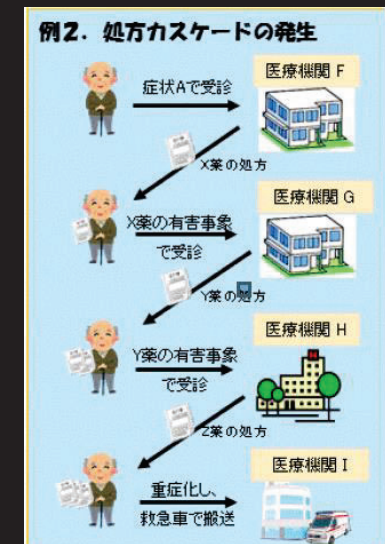 例2．処方カスケードの発生
医療機関 F
症状Aで受診
X薬の処方
医療機関 G
X薬の有害事象
で受診
Y薬の処方
医療機関 H
Y薬の有害事象
で受診
Z薬の処方
医療機関 I
重症化し、
救急車で搬送